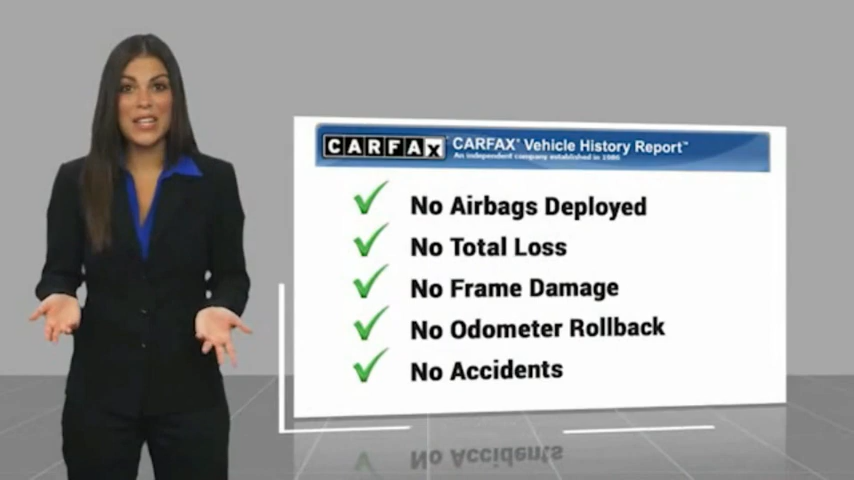 CARFAX CARFAX® Vehicle History Report™
An independent company established in 1986
No Airbags Deployed
No Total Loss
No Frame Damage
No Odometer Rollback
No Accidents
No Accidents